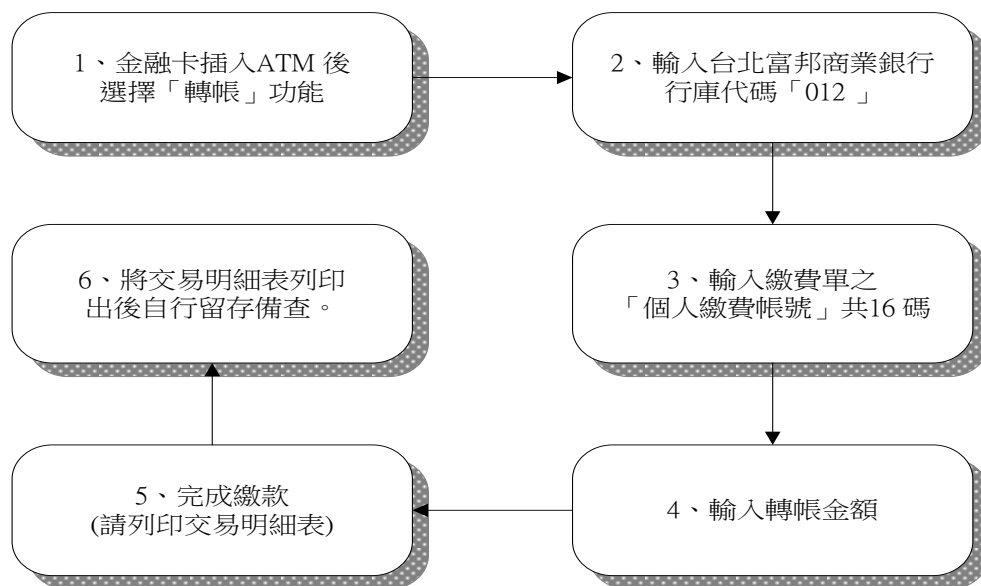 1、金融卡插入ATM 後
選擇「轉帳」功能
2、輸入台北富邦商業銀行
行庫代碼「012 」
3、輸入繳費單之
「個人繳費帳號」共16 碼
4、輸入轉帳金額
5、完成繳款
(請列印交易明細表)
6、將交易明細表列印
出後自行留存備查。